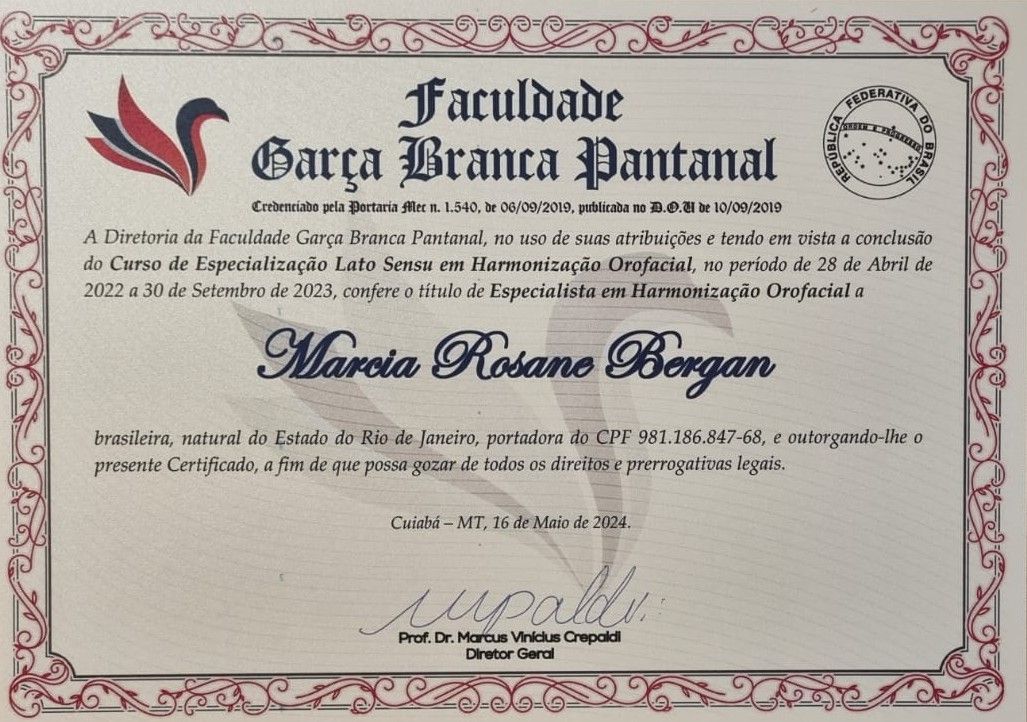 Faculdade
Garça Branca Pantanal
Credenciado pela Portaria Mec n. 1.540, de 06/09/2019, publicada no D.O.U de 10/09/2019
REPÚBLICA FEDERATIVA DO BRASIL
ORDEM E PROGRESSO
A Diretoria da Faculdade Garça Branca Pantanal, no uso de suas atribuições e tendo em vista a conclusão
do Curso de Especialização Lato Sensu em Harmonização Orofacial, no período de 28 de Abril de
2022 a 30 de Setembro de 2023, confere o título de Especialista em Harmonização Orofacial a
Marcia Rosane Bergan
brasileira, natural do Estado do Rio de Janeiro, portadora do CPF 981.186.847-68, e outorgando-lhe o
presente Certificado, a fim de que possa gozar de todos os direitos e prerrogativas legais.
Cuiabá – MT, 16 de Maio de 2024.
Prof. Dr. Marcus Vinícius Crepaldi
Diretor Geral